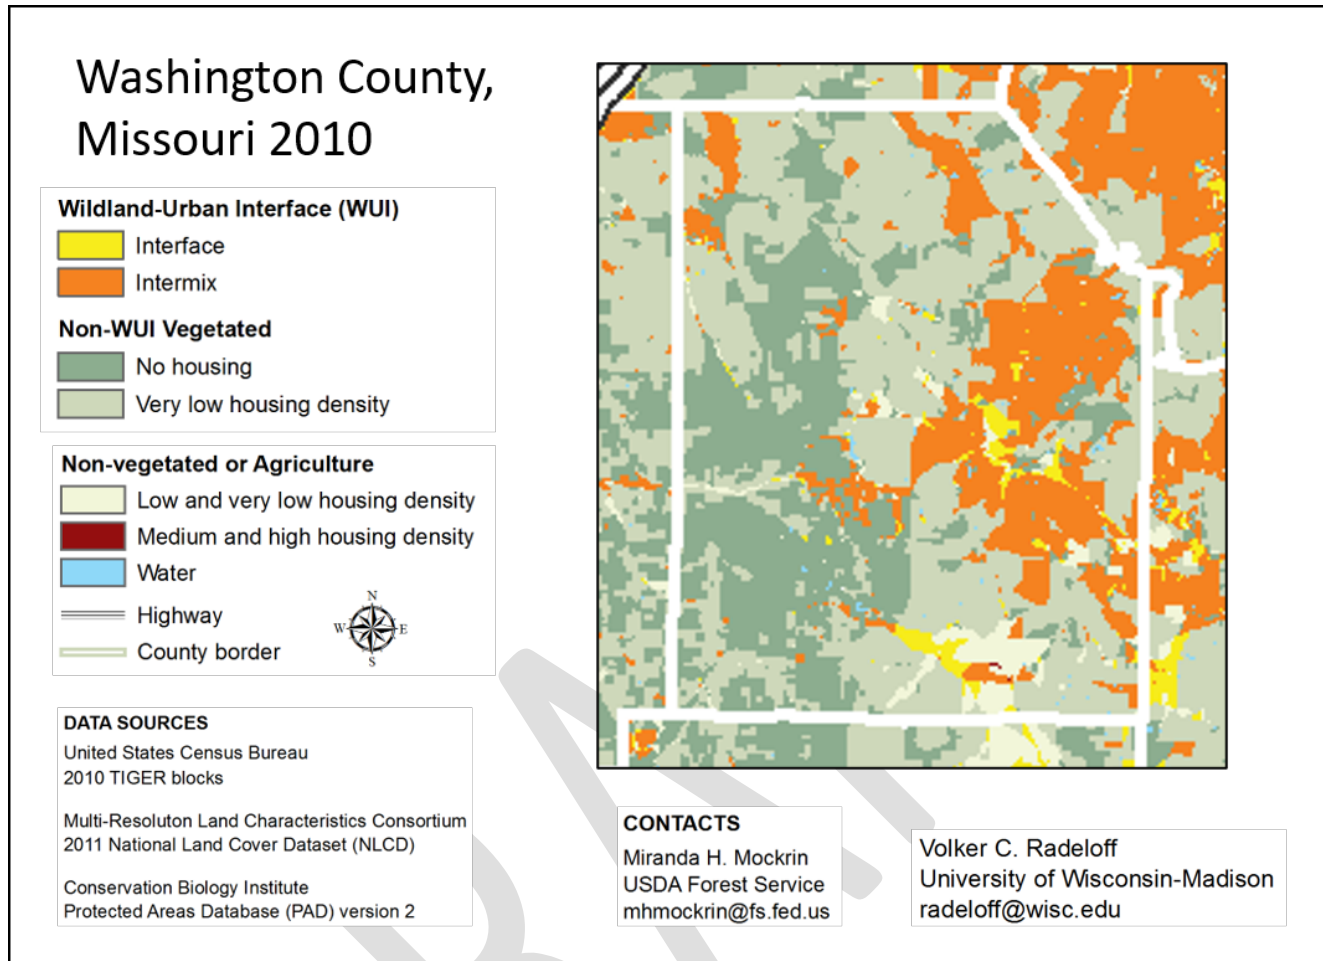 Washington County,
Missouri 2010
Wildland-Urban Interface (WUI)
Interface
Intermix
Non-WUI Vegetated
No housing
Very low housing density
Non-vegetated or Agriculture
Low and very low housing density
Medium and high housing density
Water
Highway
County border
N
W E
S
DATA SOURCES
United States Census Bureau
2010 TIGER blocks
Multi-Resoluton Land Characteristics Consortium
2011 National Land Cover Dataset (NLCD)
Conservation Biology Institute
Protected Areas Database (PAD) version 2
CONTACTS
Miranda H. Mockrin
USDA Forest Service
mhmockrin@fs.fed.us
Volker C. Radeloff
University of Wisconsin-Madison
radeloff@wisc.edu